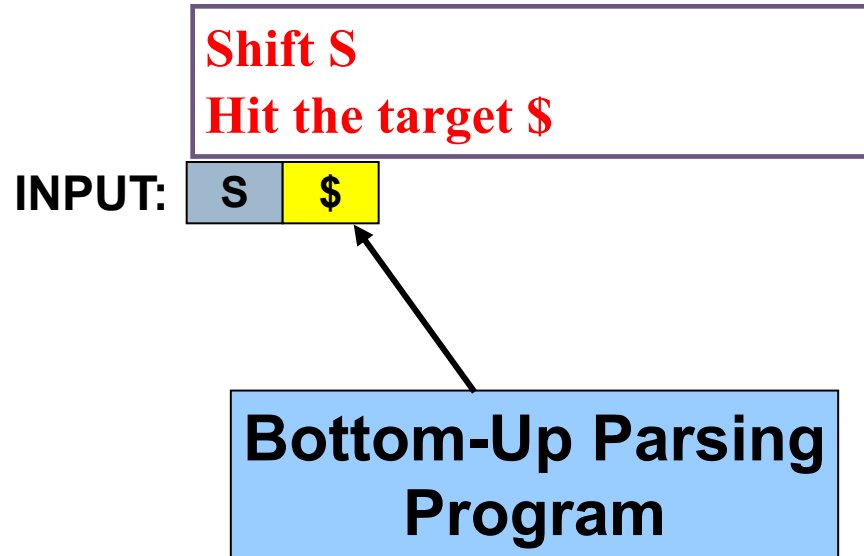 Shift S
Hit the target $
INPUT: S $
Bottom-Up Parsing
Program